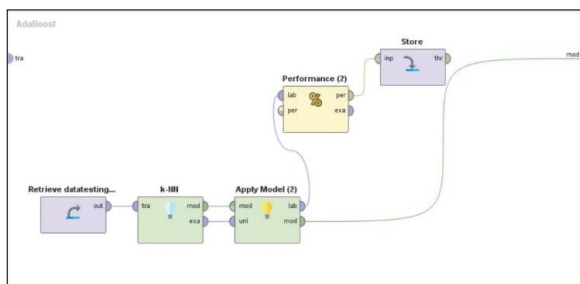 AdaBoost
tra
Store
inp thr
mod
Performance (2)
lab per
per exa
%
Retrieve datatesting...
out
k-NN
tra mod
exa
Apply Model (2)
mod lab
unl mod